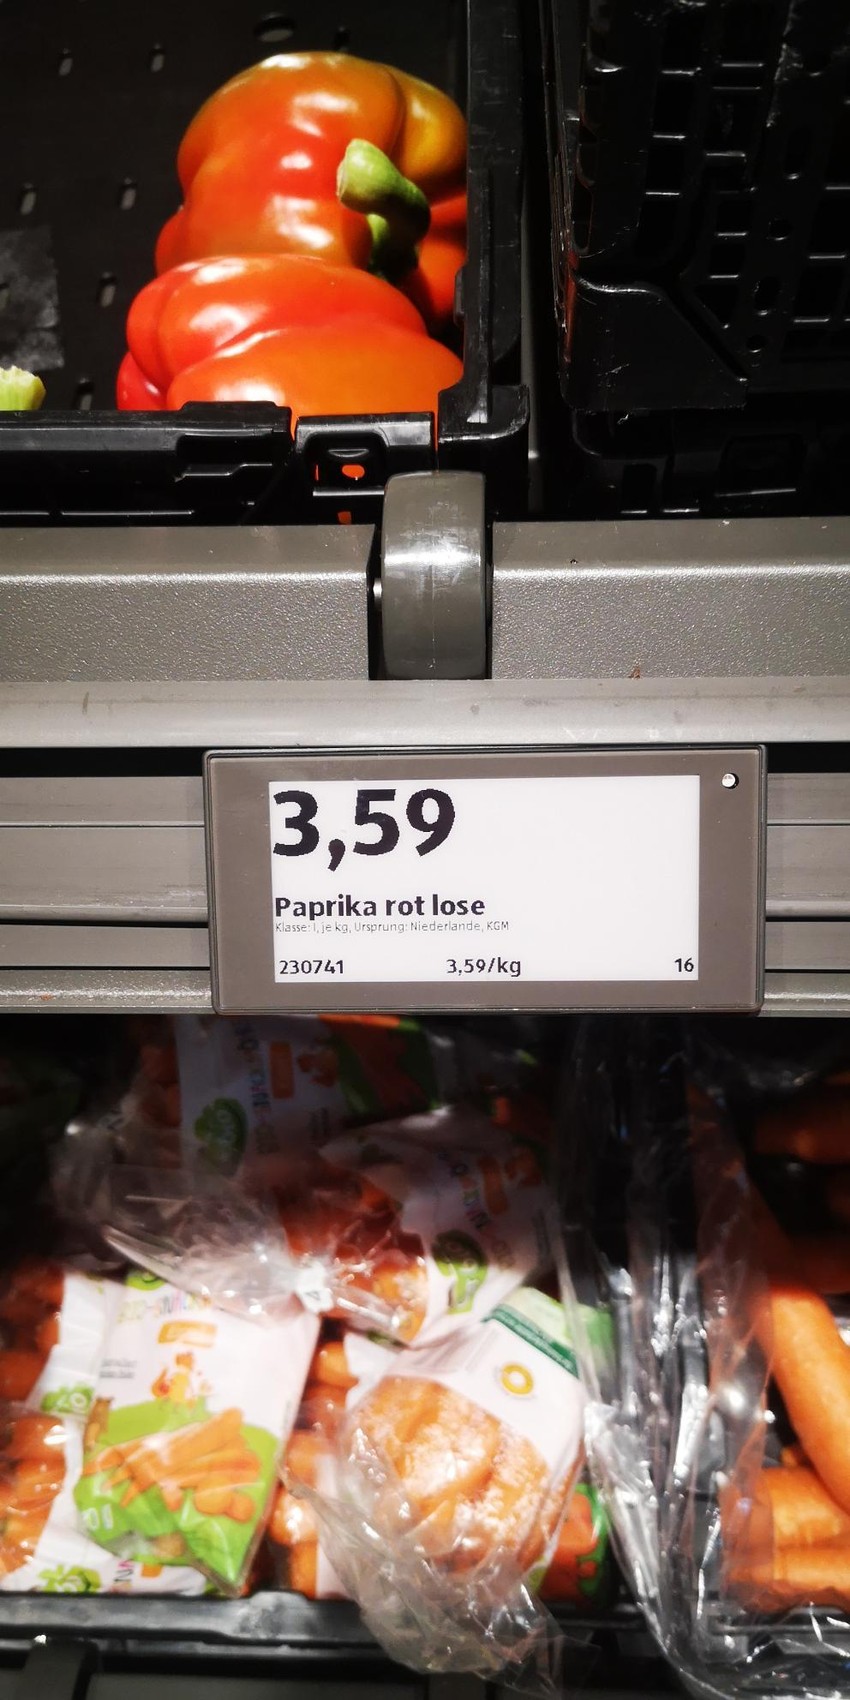 3,59
Paprika rot lose
Klasse: I, je kg, Ursprung: Niederlande, KGM
230741 3,59/kg 16